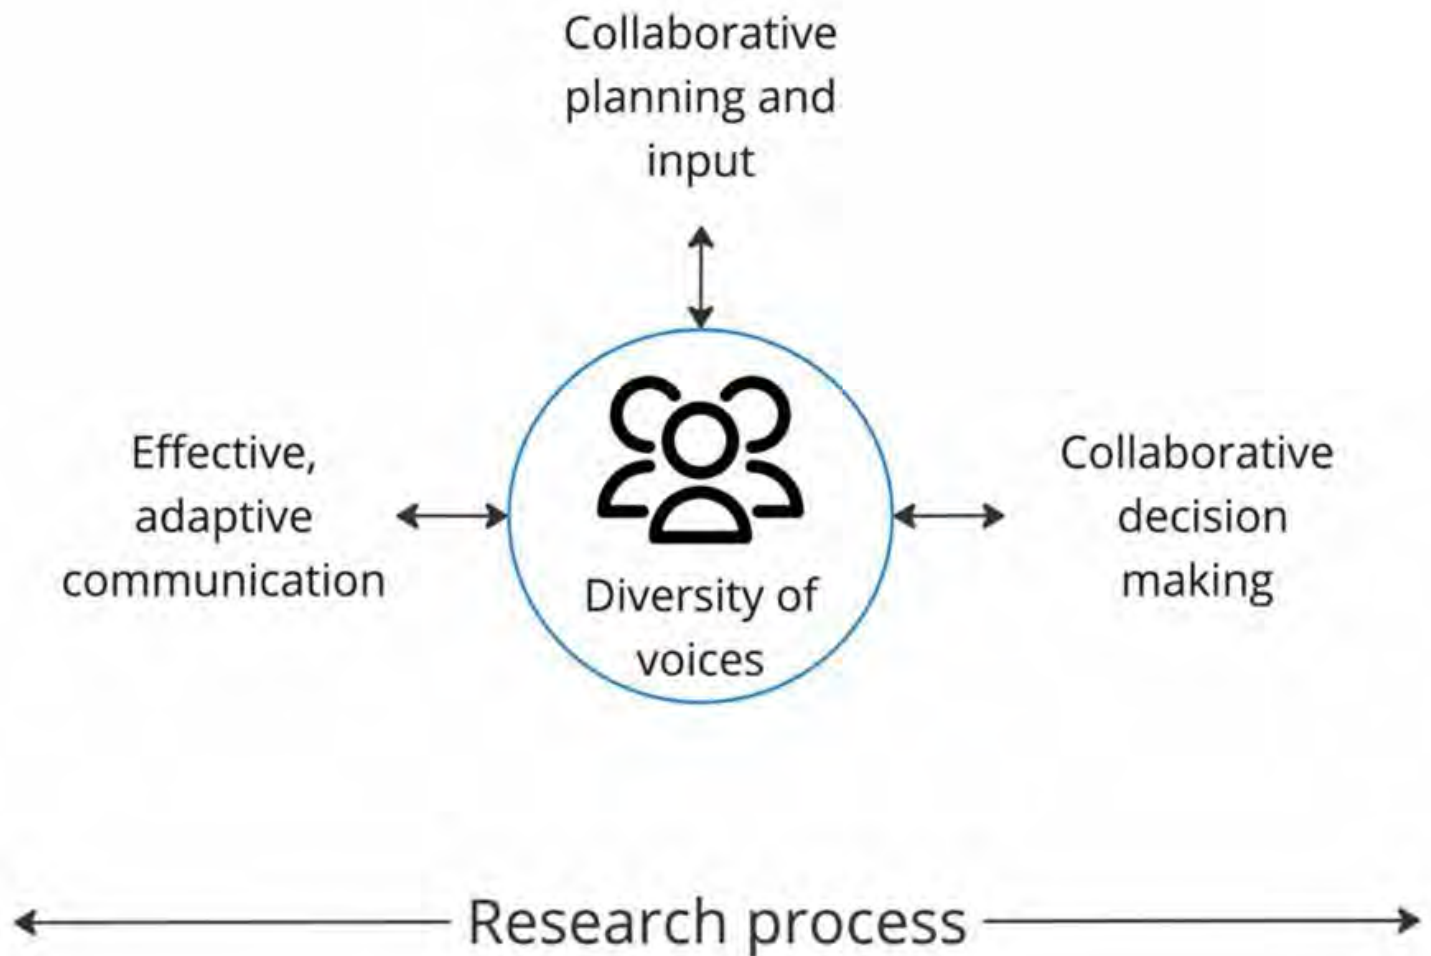 Collaborative
planning and
input
Effective,
adaptive
communication
Diversity of
voices
Collaborative
decision
making
Research process